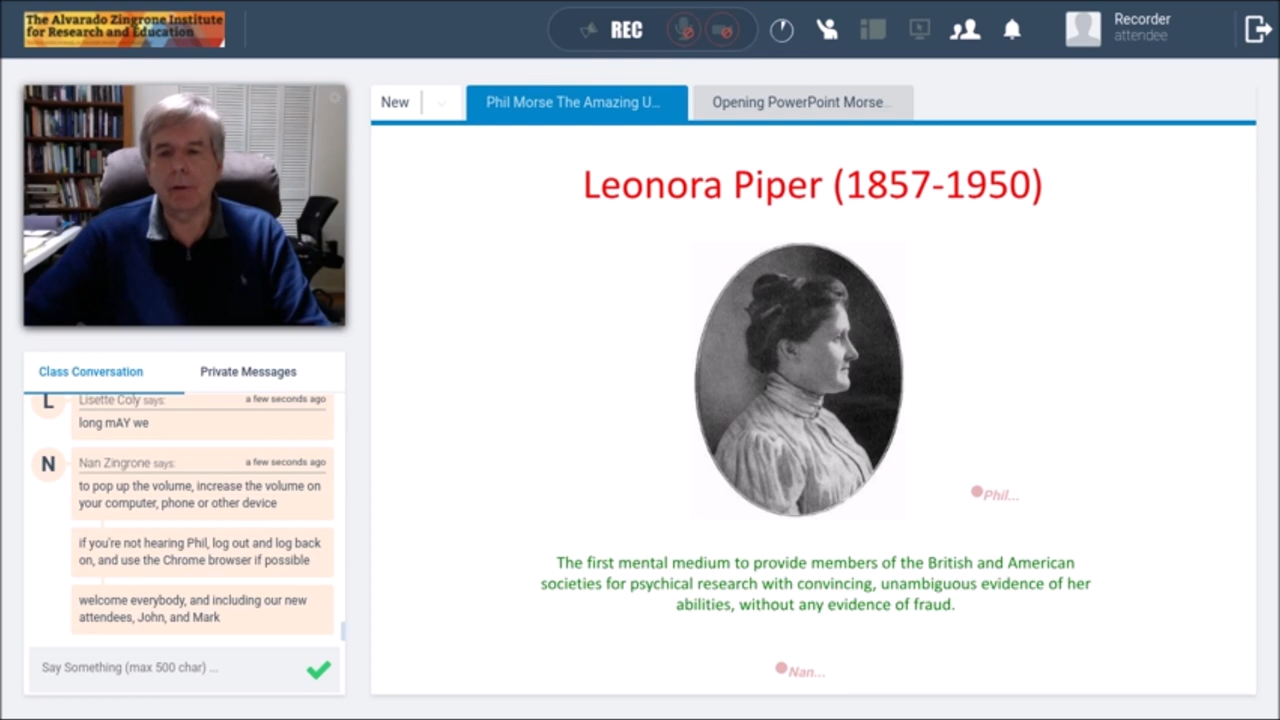 The Alvarado Zingrone Institute
for Research and Education
REC
Recorder
attendee
New
Phil Morse The Amazing U...
Opening PowerPoint Morse...
Leonora Piper (1857-1950)
Phil...
The first mental medium to provide members of the British and American
societies for psychical research with convincing, unambiguous evidence of her
abilities, without any evidence of fraud.
Nan...
Class Conversation
Private Messages
L
Lisette Coly says:
a few seconds ago
long mAY we
N
Nan Zingrone says:
a few seconds ago
to pop up the volume, increase the volume on
your computer, phone or other device
if you're not hearing Phil, log out and log back
on, and use the Chrome browser if possible
welcome everybody, and including our new
attendees, John, and Mark
Say Something (max 500 char) ...